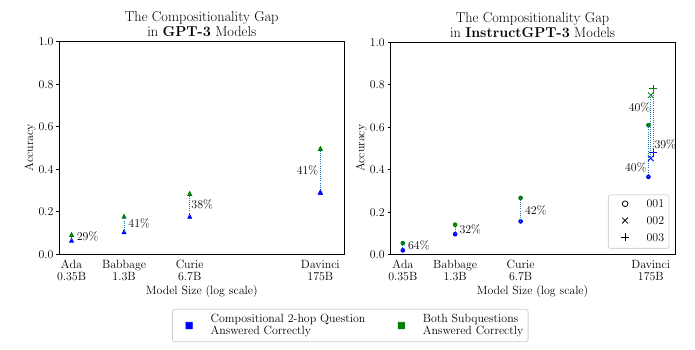 The Compositionality Gap
in GPT-3 Models
1.0
0.8
0.6
0.4
0.2
0.0
Accuracy
29%
41%
38%
41%
Ada
0.35B
Babbage
1.3B
Curie
6.7B
Davinci
175B
Model Size (log scale)
The Compositionality Gap
in InstructGPT-3 Models
1.0
0.8
0.6
0.4
0.2
0.0
Accuracy
64%
32%
42%
40%
39%
40%
001
002
003
Ada
0.35B
Babbage
1.3B
Curie
6.7B
Davinci
175B
Model Size (log scale)
Compositional 2-hop Question
Answered Correctly
Both Subquestions
Answered Correctly